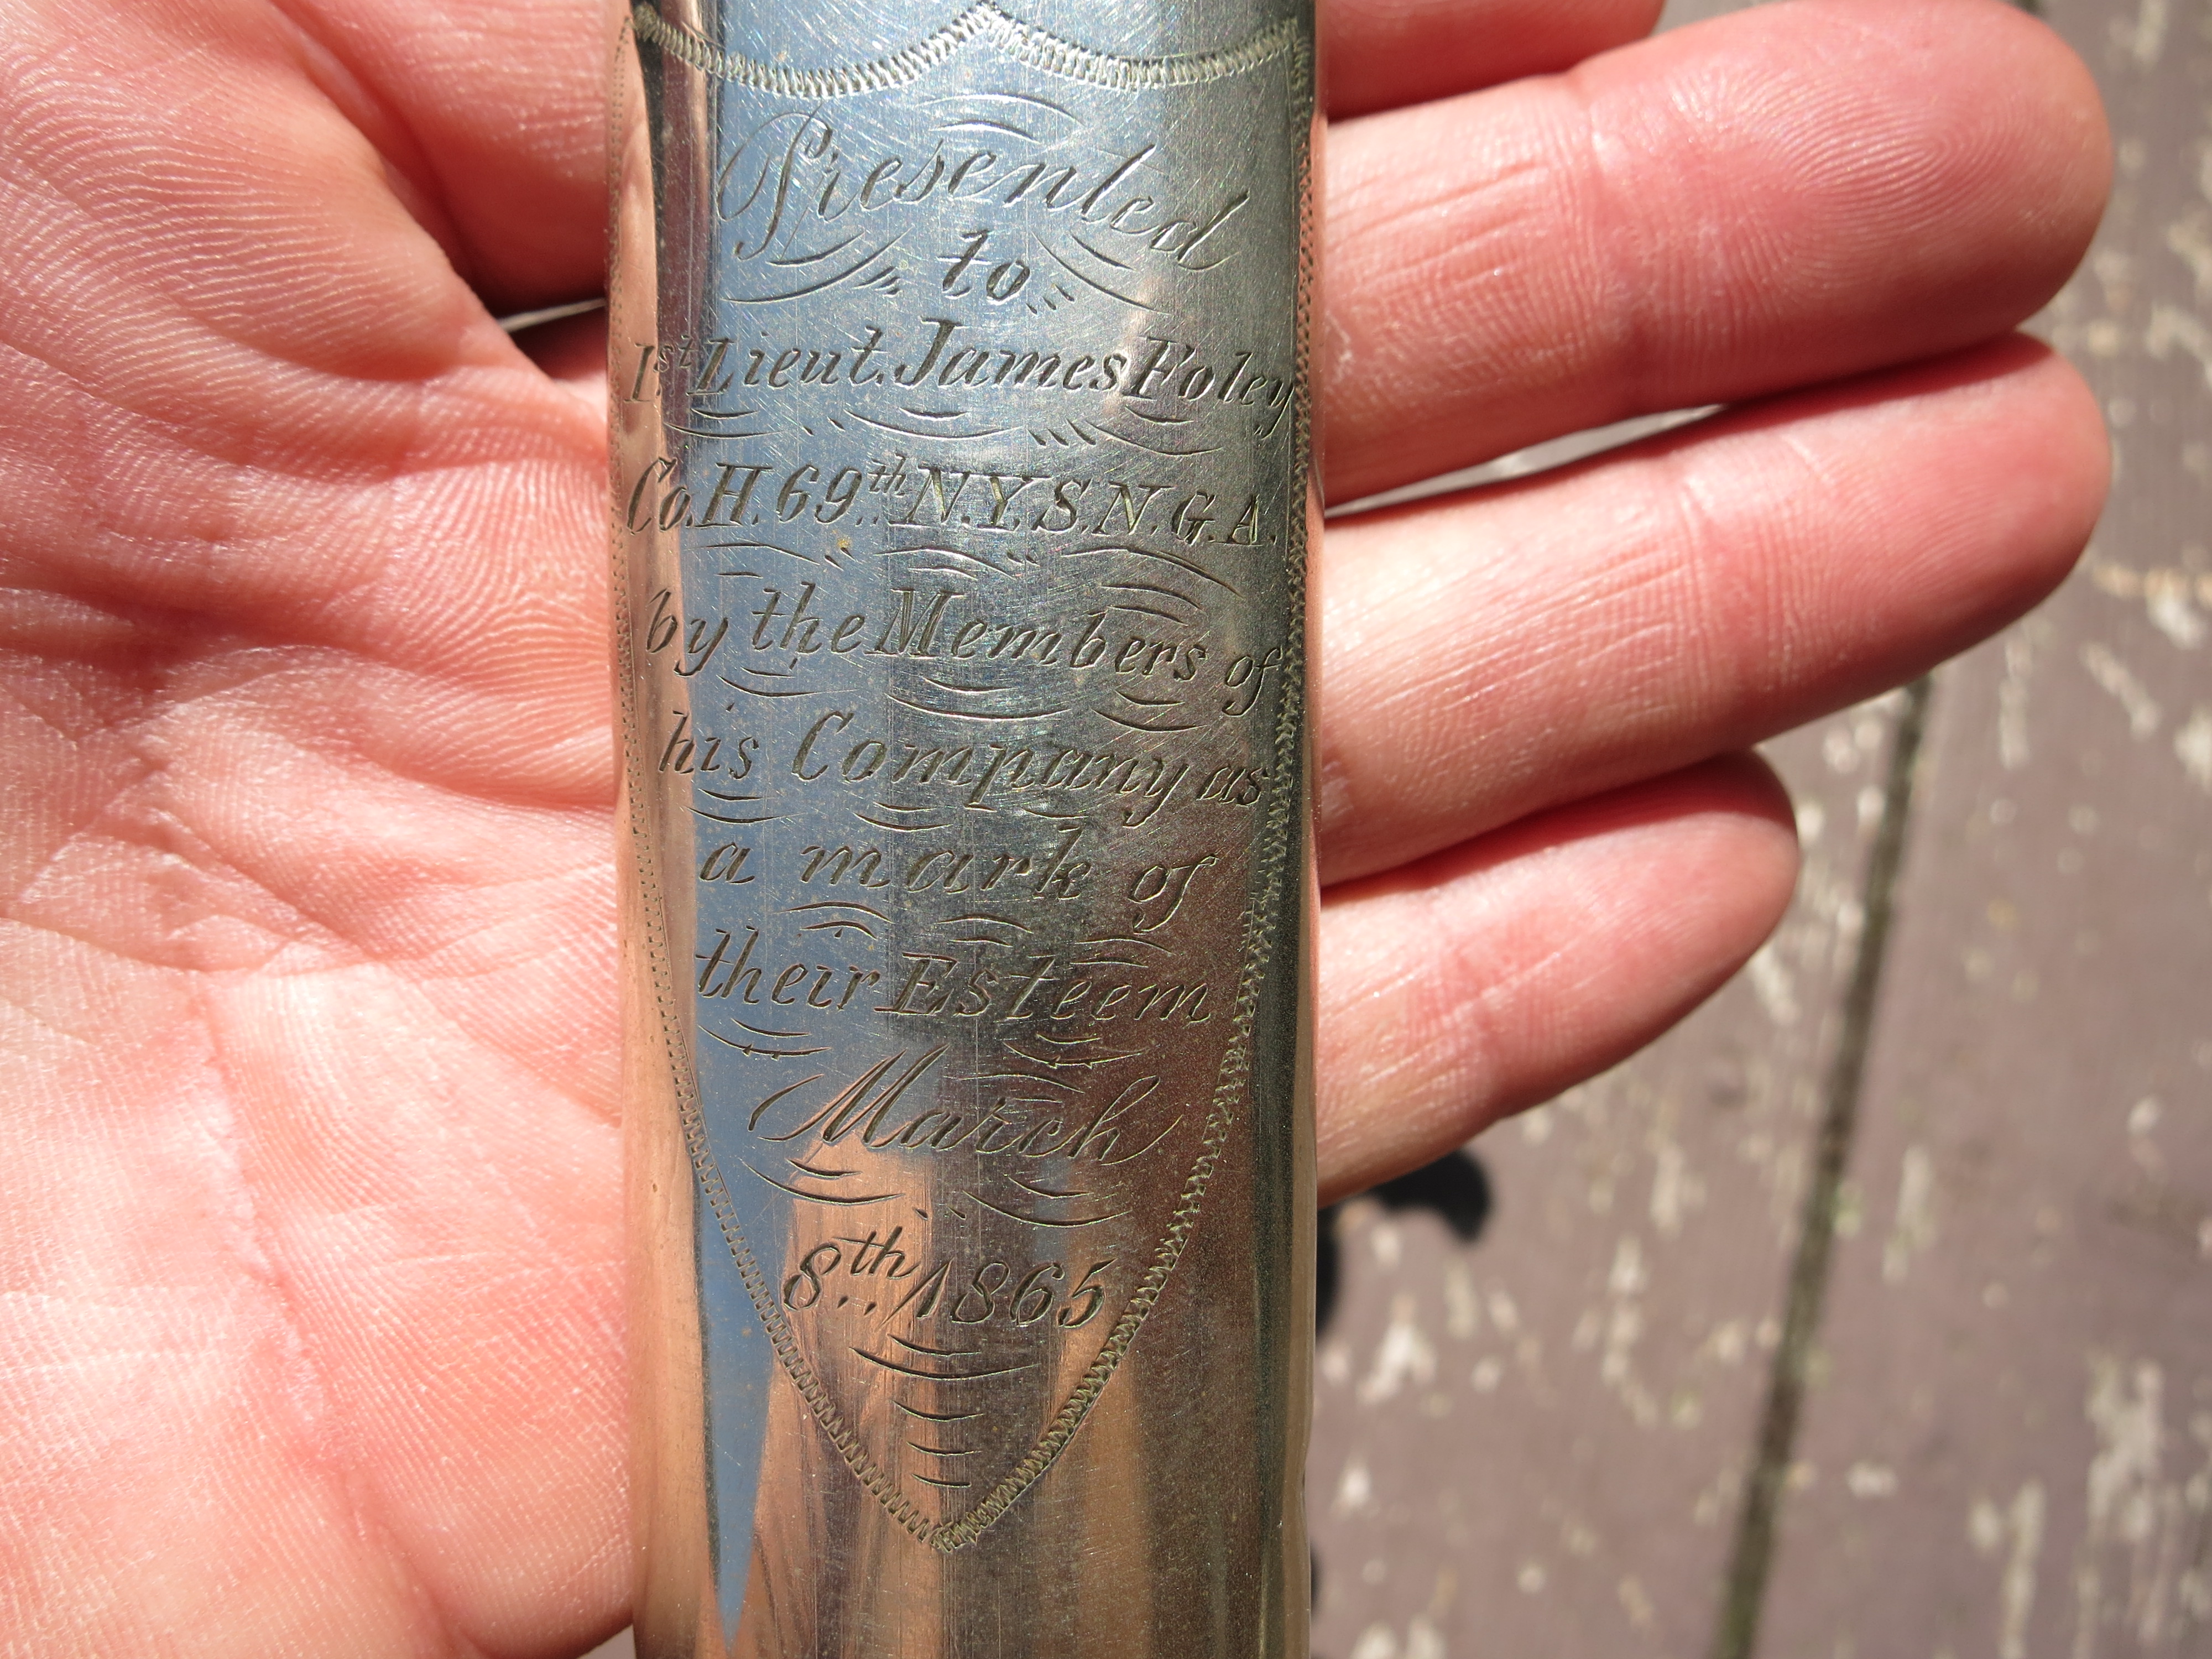 Presented
to
1st Lieut. James Foley
Co. H. 69th N.Y.S.N.G.A.
by the Members of
his Company as
a mark of
their Esteem
March
8th 1865